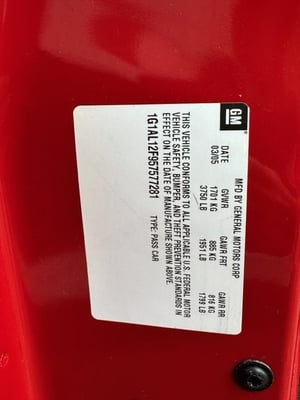 GM
MFD BY GENERAL MOTORS CORP
DATE GVWR GAWR FRT GAWR RR
03/05 1701 KG 885 KG 816 KG
3750 LB 1951 LB 1799 LB
THIS VEHICLE CONFORMS TO ALL APPLICABLE U.S. FEDERAL MOTOR
VEHICLE SAFETY, BUMPER, AND THEFT PREVENTION STANDARDS IN
EFFECT ON THE DATE OF MANUFACTURE SHOWN ABOVE.
1G1AL12F957577281 TYPE: PASS CAR